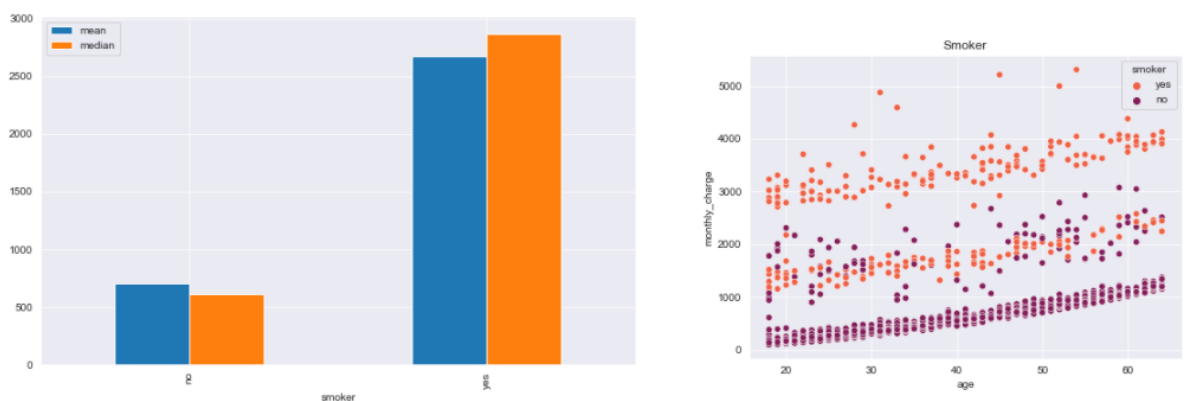 3000
2500
2000
1500
1000
500
0
mean
median
no
yes
smoker
Smoker
smoker
yes
no
monthly_charge
5000
4000
3000
2000
1000
0
20 30 40 50 60
age